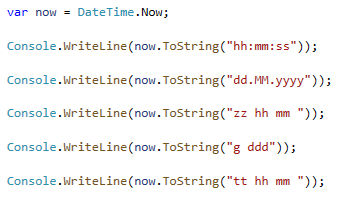 var now = DateTime.Now;
Console.WriteLine(now.ToString("hh:mm:ss"));
Console.WriteLine(now.ToString("dd.MM.yyyy"));
Console.WriteLine(now.ToString("zz hh mm "));
Console.WriteLine(now.ToString("g ddd"));
Console.WriteLine(now.ToString("tt hh mm "));